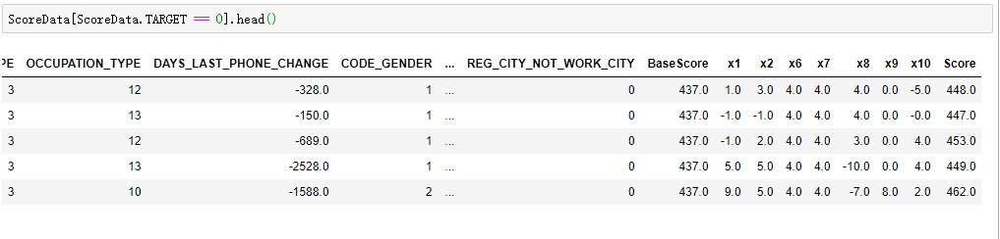 ScoreData[ScoreData.TARGET == 0].head()
PE OCCUPATION_TYPE DAYS_LAST_PHONE_CHANGE CODE_GENDER ... REG_CITY_NOT_WORK_CITY BaseScore x1 x2 x6 x7 x8 x9 x10 Score
3 12 -328.0 1 ... 0 437.0 1.0 3.0 4.0 4.0 4.0 0.0 -5.0 448.0
3 13 -150.0 1 ... 0 437.0 -1.0 -1.0 4.0 4.0 4.0 0.0 -0.0 447.0
3 12 -689.0 1 ... 0 437.0 -1.0 2.0 4.0 4.0 3.0 0.0 4.0 453.0
3 13 -2528.0 1 ... 0 437.0 5.0 5.0 4.0 4.0 -10.0 0.0 4.0 449.0
3 10 -1588.0 2 ... 0 437.0 9.0 5.0 4.0 4.0 -7.0 8.0 2.0 462.0